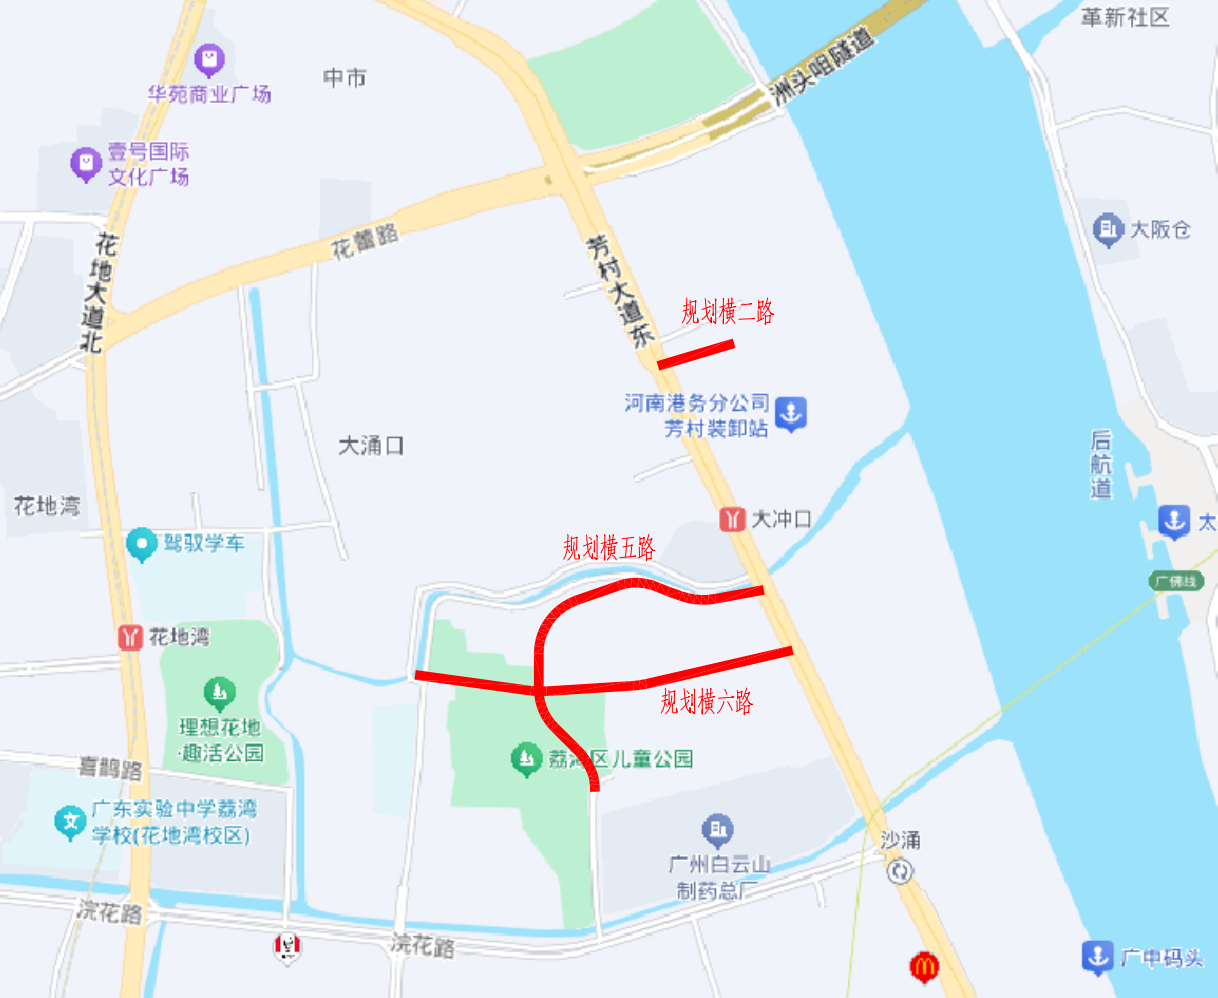 革新社区
中市
华苑商业广场
洲头咀隧道
壹号国际
文化广场
大阪仓
花蕾路
花地大道北
芳村大道东
规划横二路
河南港务分公司
芳村装卸站
大涌口
后航道
花地湾
大冲口
太
驾驭学车
规划横五路
广佛线
花地湾
理想花地
·趣活公园
规划横六路
荔湾区儿童公园
喜鹊路
广东实验中学荔湾
学校(花地湾校区)
沙涌
广州白云山
制药总厂
浣花路
浣花路
广中码头